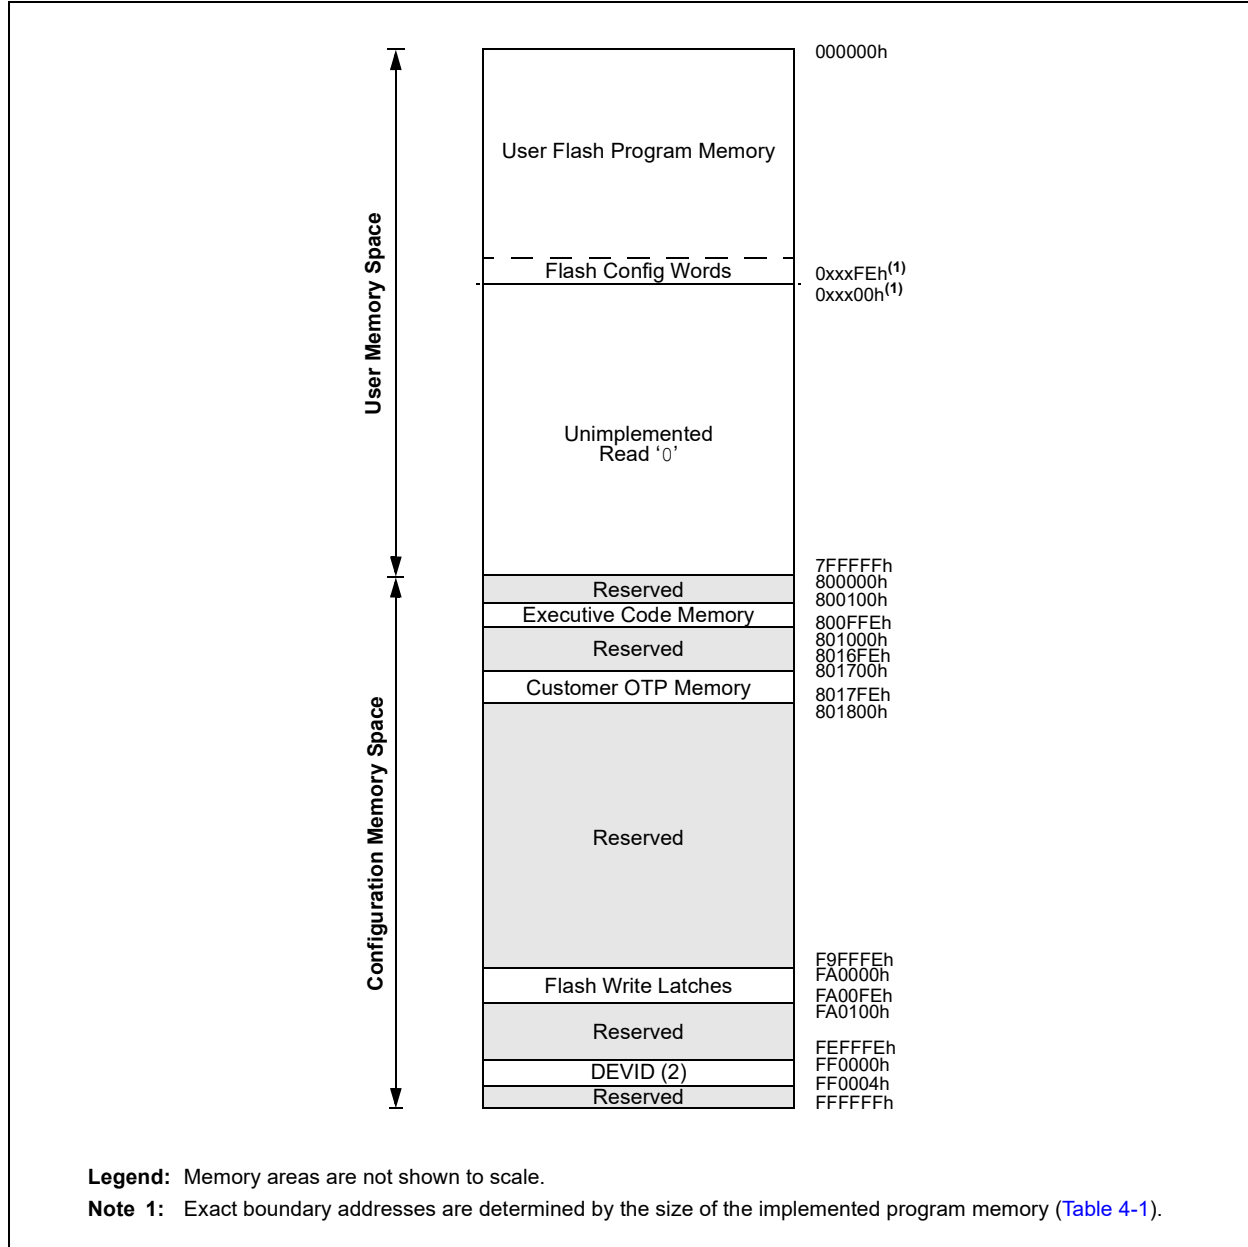 000000h
User Flash Program Memory
User Memory Space
Flash Config Words
0xxxFEh(1)
0xxx00h(1)
Unimplemented
Read ‘0’
7FFFFFh
800000h
Reserved
800100h
Executive Code Memory
800FFEh
801000h
Reserved
8016FEh
801700h
Customer OTP Memory
8017FEh
801800h
Configuration Memory Space
Reserved
F9FFFEh
FA0000h
Flash Write Latches
FA00FEh
FA0100h
Reserved
FEFFFEh
FF0000h
DEVID (2)
FF0004h
Reserved
FFFFFFh
Legend: Memory areas are not shown to scale.
Note 1: Exact boundary addresses are determined by the size of the implemented program memory (Table 4-1).